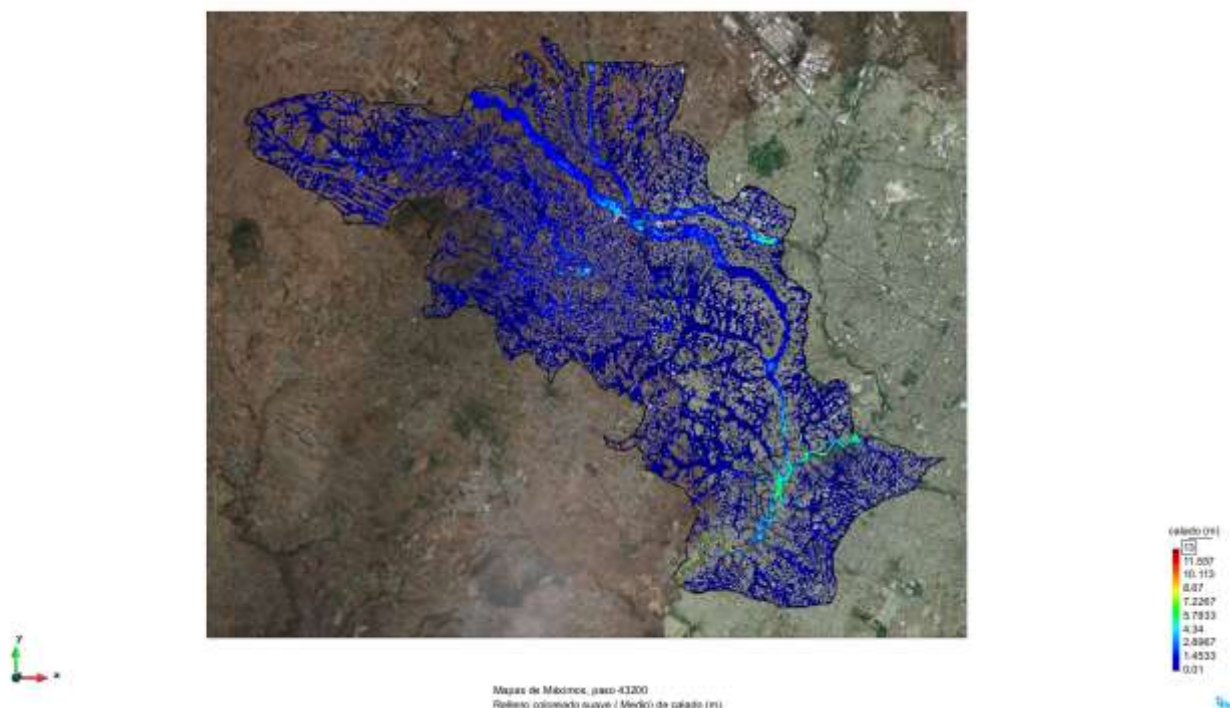 calado (m)
13
11.557
10.113
8.67
7.2267
5.7833
4.34
2.8967
1.4533
0.01
y
x
Mapas de Máximos, paso 43200
Relleno coloreado suave ( Medio) de calado (m).